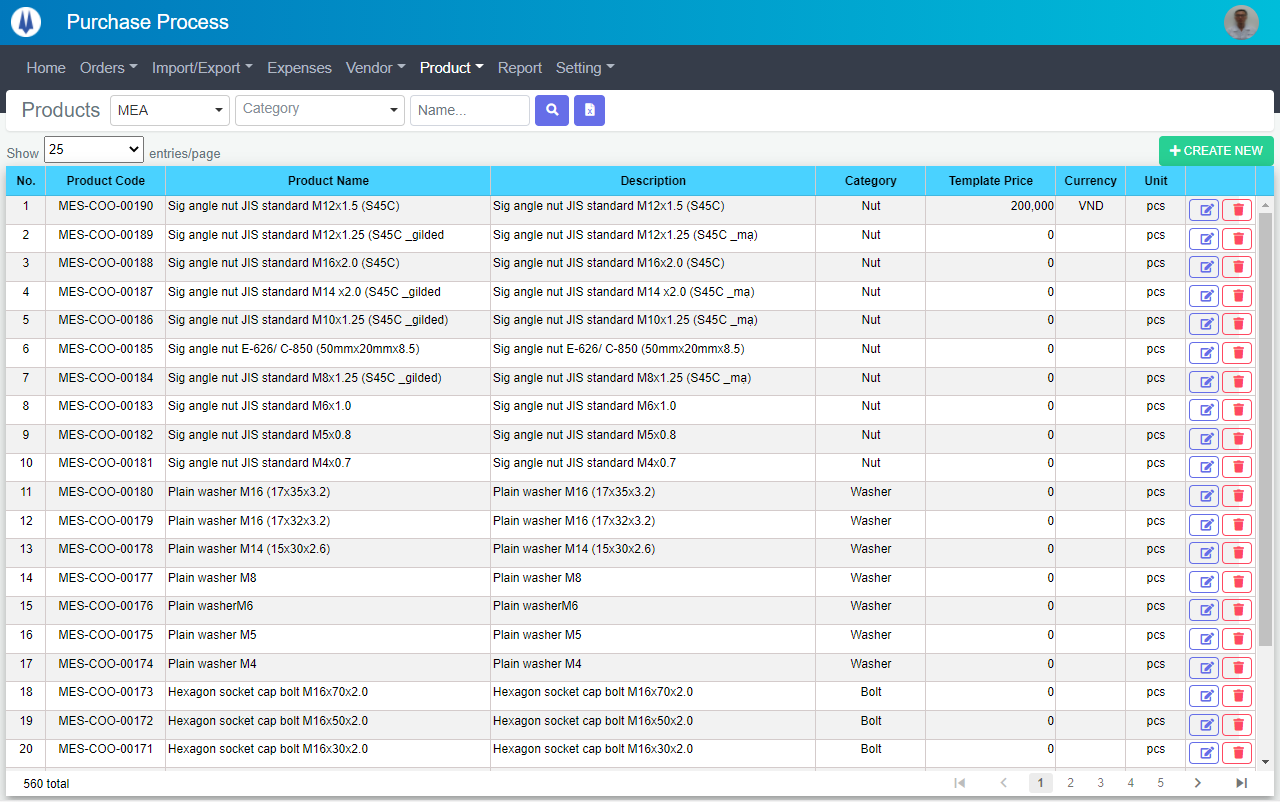 Purchase Process
Home Orders Import/Export Expenses Vendor Product Report Setting
Products MEA Category Name...
Show 25 entries/page CREATE NEW
No. Product Code Product Name Description Category Template Price Currency Unit
1 MES-COO-00190 Sig angle nut JIS standard M12x1.5 (S45C) Sig angle nut JIS standard M12x1.5 (S45C) Nut 200,000 VND pcs
2 MES-COO-00189 Sig angle nut JIS standard M12x1.25 (S45C _gilded Sig angle nut JIS standard M12x1.25 (S45C _mạ) Nut 0 pcs
3 MES-COO-00188 Sig angle nut JIS standard M16x2.0 (S45C) Sig angle nut JIS standard M16x2.0 (S45C) Nut 0 pcs
4 MES-COO-00187 Sig angle nut JIS standard M14 x2.0 (S45C _gilded Sig angle nut JIS standard M14 x2.0 (S45C _mạ) Nut 0 pcs
5 MES-COO-00186 Sig angle nut JIS standard M10x1.25 (S45C _gilded) Sig angle nut JIS standard M10x1.25 (S45C _mạ) Nut 0 pcs
6 MES-COO-00185 Sig angle nut E-626/ C-850 (50mmx20mmx8.5) Sig angle nut E-626/ C-850 (50mmx20mmx8.5) Nut 0 pcs
7 MES-COO-00184 Sig angle nut JIS standard M8x1.25 (S45C _gilded) Sig angle nut JIS standard M8x1.25 (S45C _mạ) Nut 0 pcs
8 MES-COO-00183 Sig angle nut JIS standard M6x1.0 Sig angle nut JIS standard M6x1.0 Nut 0 pcs
9 MES-COO-00182 Sig angle nut JIS standard M5x0.8 Sig angle nut JIS standard M5x0.8 Nut 0 pcs
10 MES-COO-00181 Sig angle nut JIS standard M4x0.7 Sig angle nut JIS standard M4x0.7 Nut 0 pcs
11 MES-COO-00180 Plain washer M16 (17x35x3.2) Plain washer M16 (17x35x3.2) Washer 0 pcs
12 MES-COO-00179 Plain washer M16 (17x32x3.2) Plain washer M16 (17x32x3.2) Washer 0 pcs
13 MES-COO-00178 Plain washer M14 (15x30x2.6) Plain washer M14 (15x30x2.6) Washer 0 pcs
14 MES-COO-00177 Plain washer M8 Plain washer M8 Washer 0 pcs
15 MES-COO-00176 Plain washerM6 Plain washerM6 Washer 0 pcs
16 MES-COO-00175 Plain washer M5 Plain washer M5 Washer 0 pcs
17 MES-COO-00174 Plain washer M4 Plain washer M4 Washer 0 pcs
18 MES-COO-00173 Hexagon socket cap bolt M16x70x2.0 Hexagon socket cap bolt M16x70x2.0 Bolt 0 pcs
19 MES-COO-00172 Hexagon socket cap bolt M16x50x2.0 Hexagon socket cap bolt M16x50x2.0 Bolt 0 pcs
20 MES-COO-00171 Hexagon socket cap bolt M16x30x2.0 Hexagon socket cap bolt M16x30x2.0 Bolt 0 pcs
560 total 1 2 3 4 5